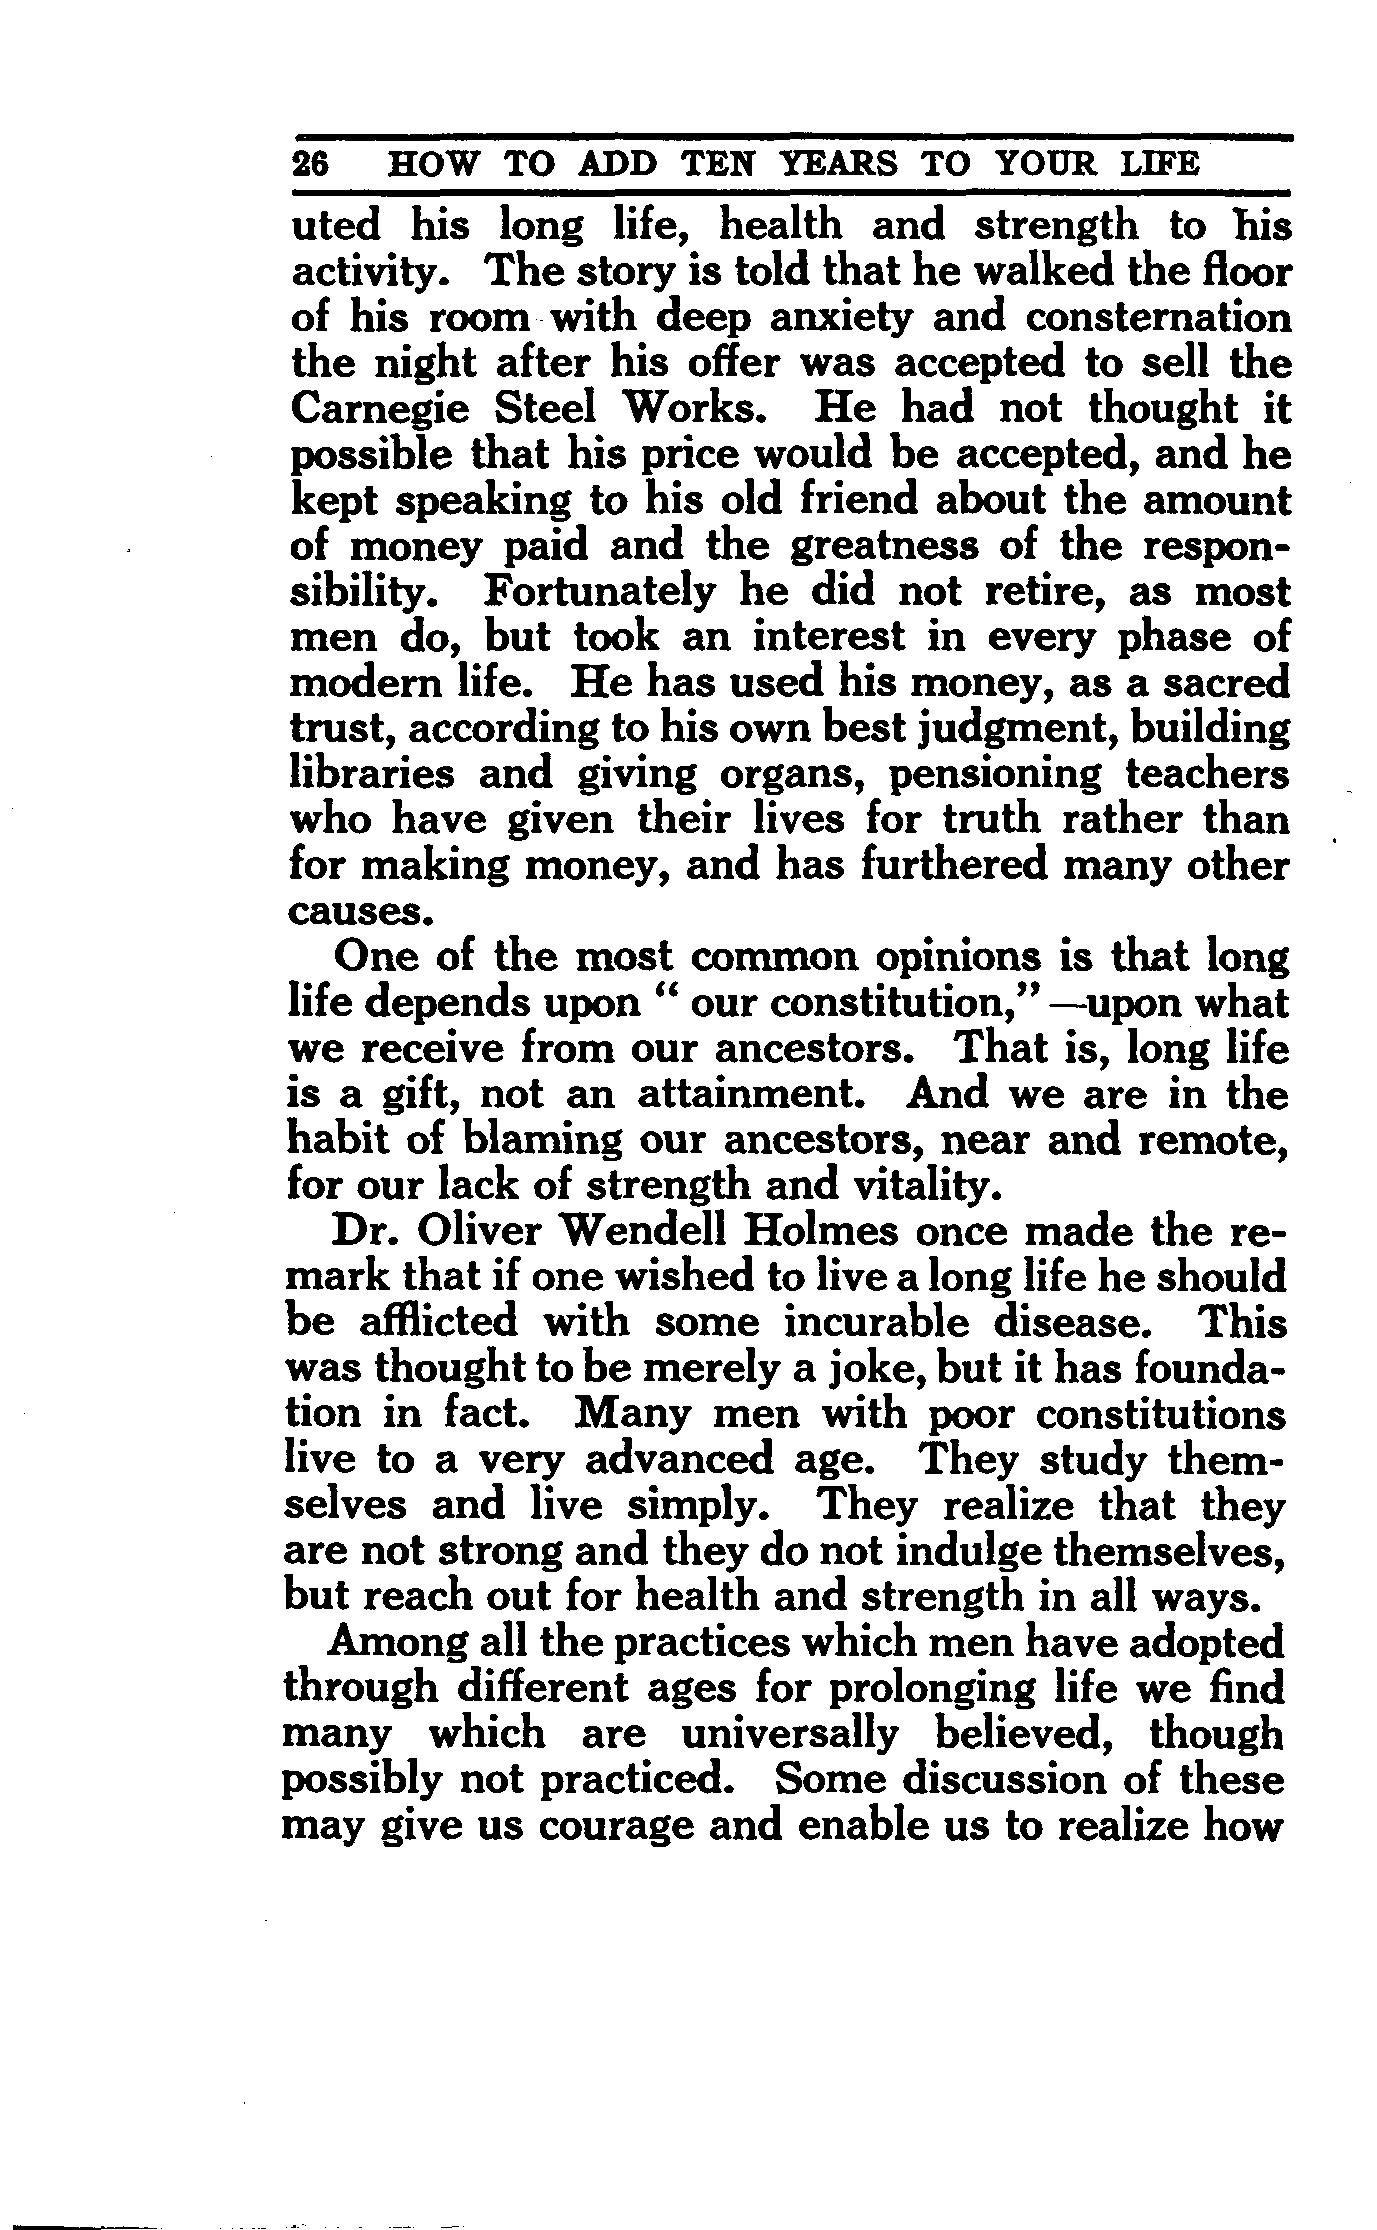 26 HOW TO ADD TEN YEARS TO YOUR LIFE
uted his long life, health and strength to his
activity. The story is told that he walked the floor
of his room with deep anxiety and consternation
the night after his offer was accepted to sell the
Carnegie Steel Works. He had not thought it
possible that his price would be accepted, and he
kept speaking to his old friend about the amount
of money paid and the greatness of the respon-
sibility. Fortunately he did not retire, as most
men do, but took an interest in every phase of
modern life. He has used his money, as a sacred
trust, according to his own best judgment, building
libraries and giving organs, pensioning teachers
who have given their lives for truth rather than
for making money, and has furthered many other
causes.
One of the most common opinions is that long
life depends upon “ our constitution,” —upon what
we receive from our ancestors. That is, long life
is a gift, not an attainment. And we are in the
habit of blaming our ancestors, near and remote,
for our lack of strength and vitality.
Dr. Oliver Wendell Holmes once made the re-
mark that if one wished to live a long life he should
be afflicted with some incurable disease. This
was thought to be merely a joke, but it has founda-
tion in fact. Many men with poor constitutions
live to a very advanced age. They study them-
selves and live simply. They realize that they
are not strong and they do not indulge themselves,
but reach out for health and strength in all ways.
Among all the practices which men have adopted
through different ages for prolonging life we find
many which are universally believed, though
possibly not practiced. Some discussion of these
may give us courage and enable us to realize how